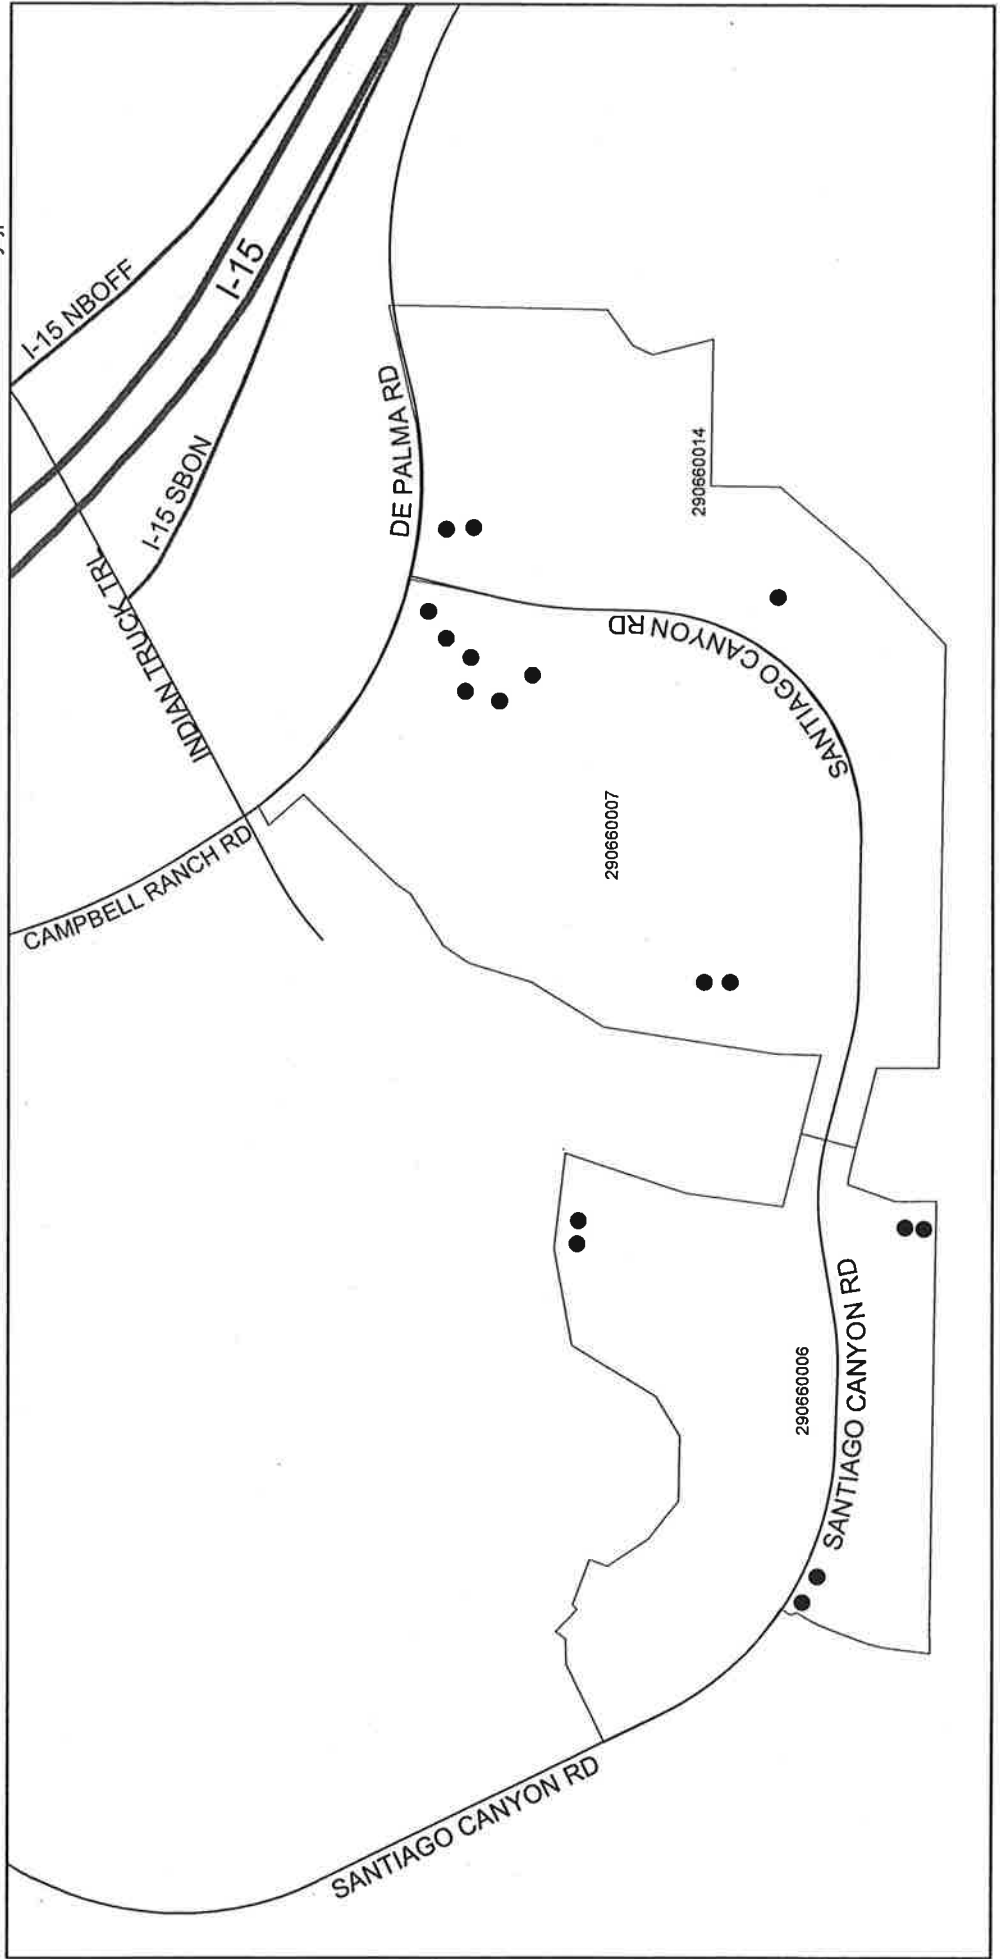 I-15 NBOFF
I-15
I-15 SBON
INDIAN TRUCK TRL
DE PALMA RD
CAMPBELL RANCH RD
290660014
SANTIAGO CANYON RD
290660007
SANTIAGO CANYON RD
290660006
SANTIAGO CANYON RD